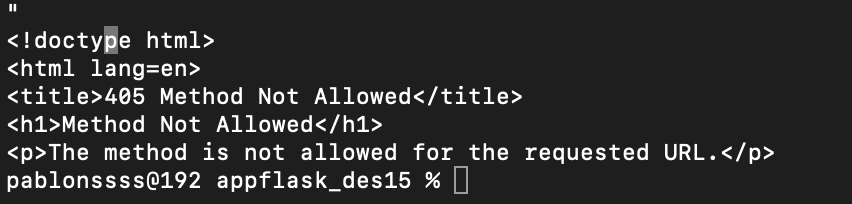 "
<!doctype html>
<html lang=en>
<title>405 Method Not Allowed</title>
<h1>Method Not Allowed</h1>
<p>The method is not allowed for the requested URL.</p>
pablonssss@192 appflask_des15 %